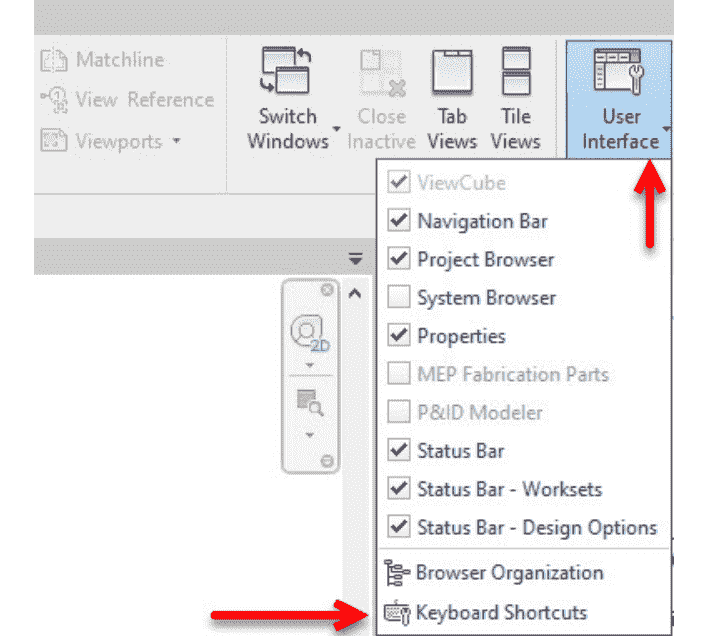 Matchline
View Reference
Viewports
Switch
Windows
Close
Inactive
Tab
Views
Tile
Views
User
Interface
ViewCube
Navigation Bar
Project Browser
System Browser
Properties
MEP Fabrication Parts
P&ID Modeler
Status Bar
Status Bar - Worksets
Status Bar - Design Options
Browser Organization
Keyboard Shortcuts
2D